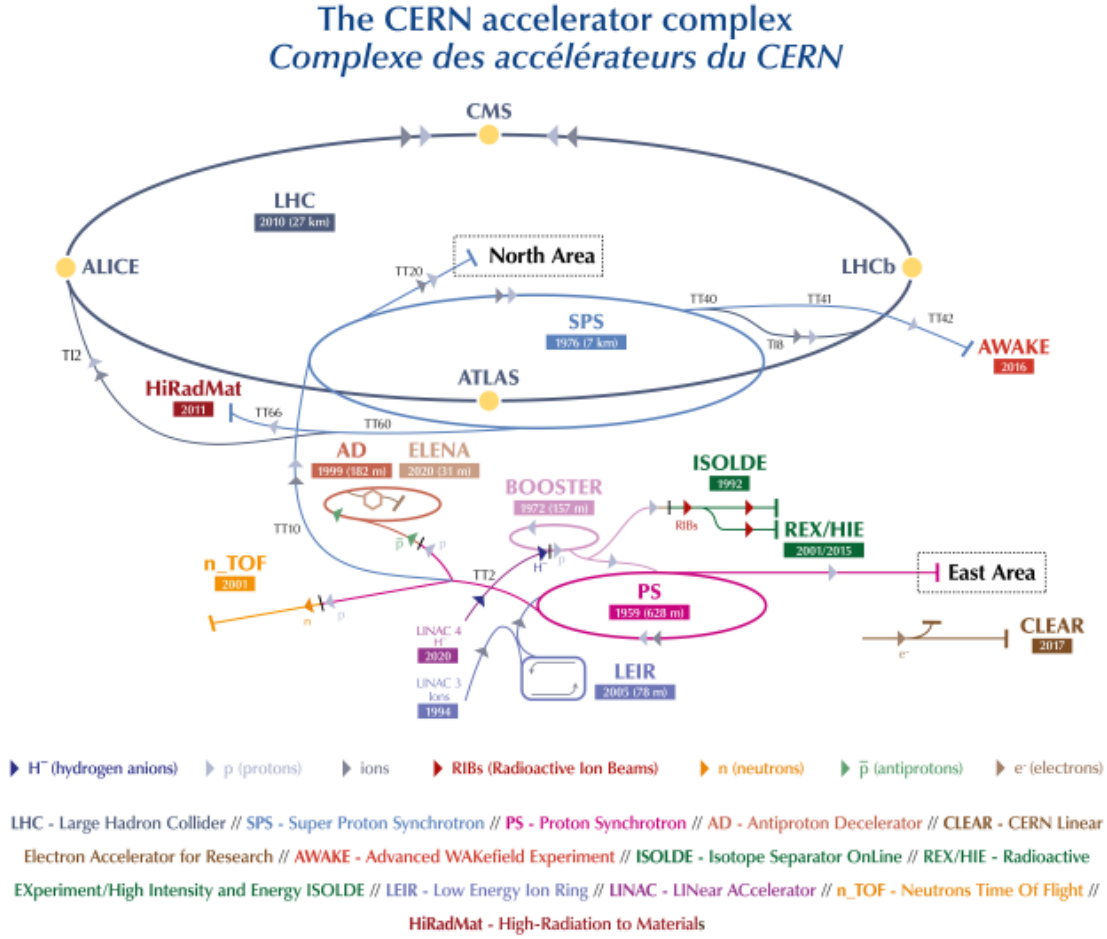 The CERN accelerator complex
Complexe des accélérateurs du CERN
CMS
LHC
2010 (27 km)
North Area
TT20
ALICE
LHCb
TT40
TT41
TT42
SPS
1976 (7 km)
TI8
TI2
AWAKE
2016
ATLAS
HiRadMat
2011
TT66
TT60
AD
1999 (182 m)
ELENA
2020 (31 m)
ISOLDE
1992
BOOSTER
1972 (157 m)
RIBs
REX/HIE
2001/2015
TT10
p̅
p
H⁻
p
n_TOF
2001
TT2
East Area
PS
1959 (628 m)
n
p
LINAC 4
H⁻
2020
CLEAR
2017
e⁻
LEIR
2005 (78 m)
LINAC 3
Ions
1994
H⁻ (hydrogen anions)
p (protons)
ions
RIBs (Radioactive Ion Beams)
n (neutrons)
p̅ (antiprotons)
e⁻ (electrons)
LHC - Large Hadron Collider // SPS - Super Proton Synchrotron // PS - Proton Synchrotron // AD - Antiproton Decelerator // CLEAR - CERN Linear
Electron Accelerator for Research // AWAKE - Advanced WAKefield Experiment // ISOLDE - Isotope Separator OnLine // REX/HIE - Radioactive
EXperiment/High Intensity and Energy ISOLDE // LEIR - Low Energy Ion Ring // LINAC - LINear ACcelerator // n_TOF - Neutrons Time Of Flight //
HiRadMat - High-Radiation to Materials